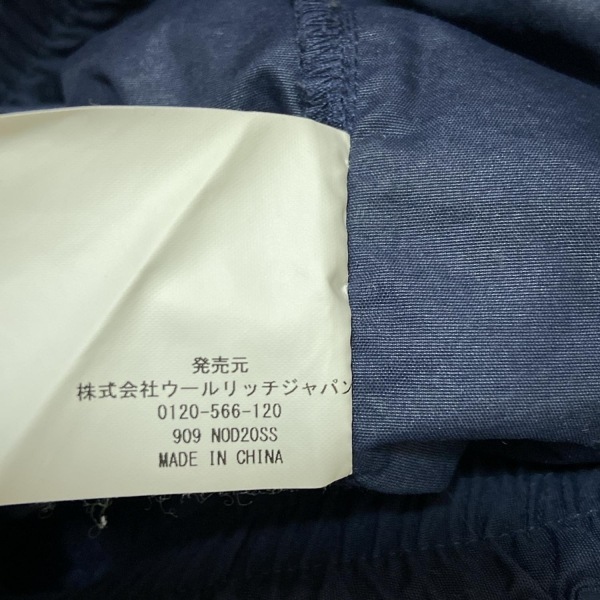 発売元
株式会社ウールリッチジャパン
0120-566-120
909 NOD20SS
MADE IN CHINA